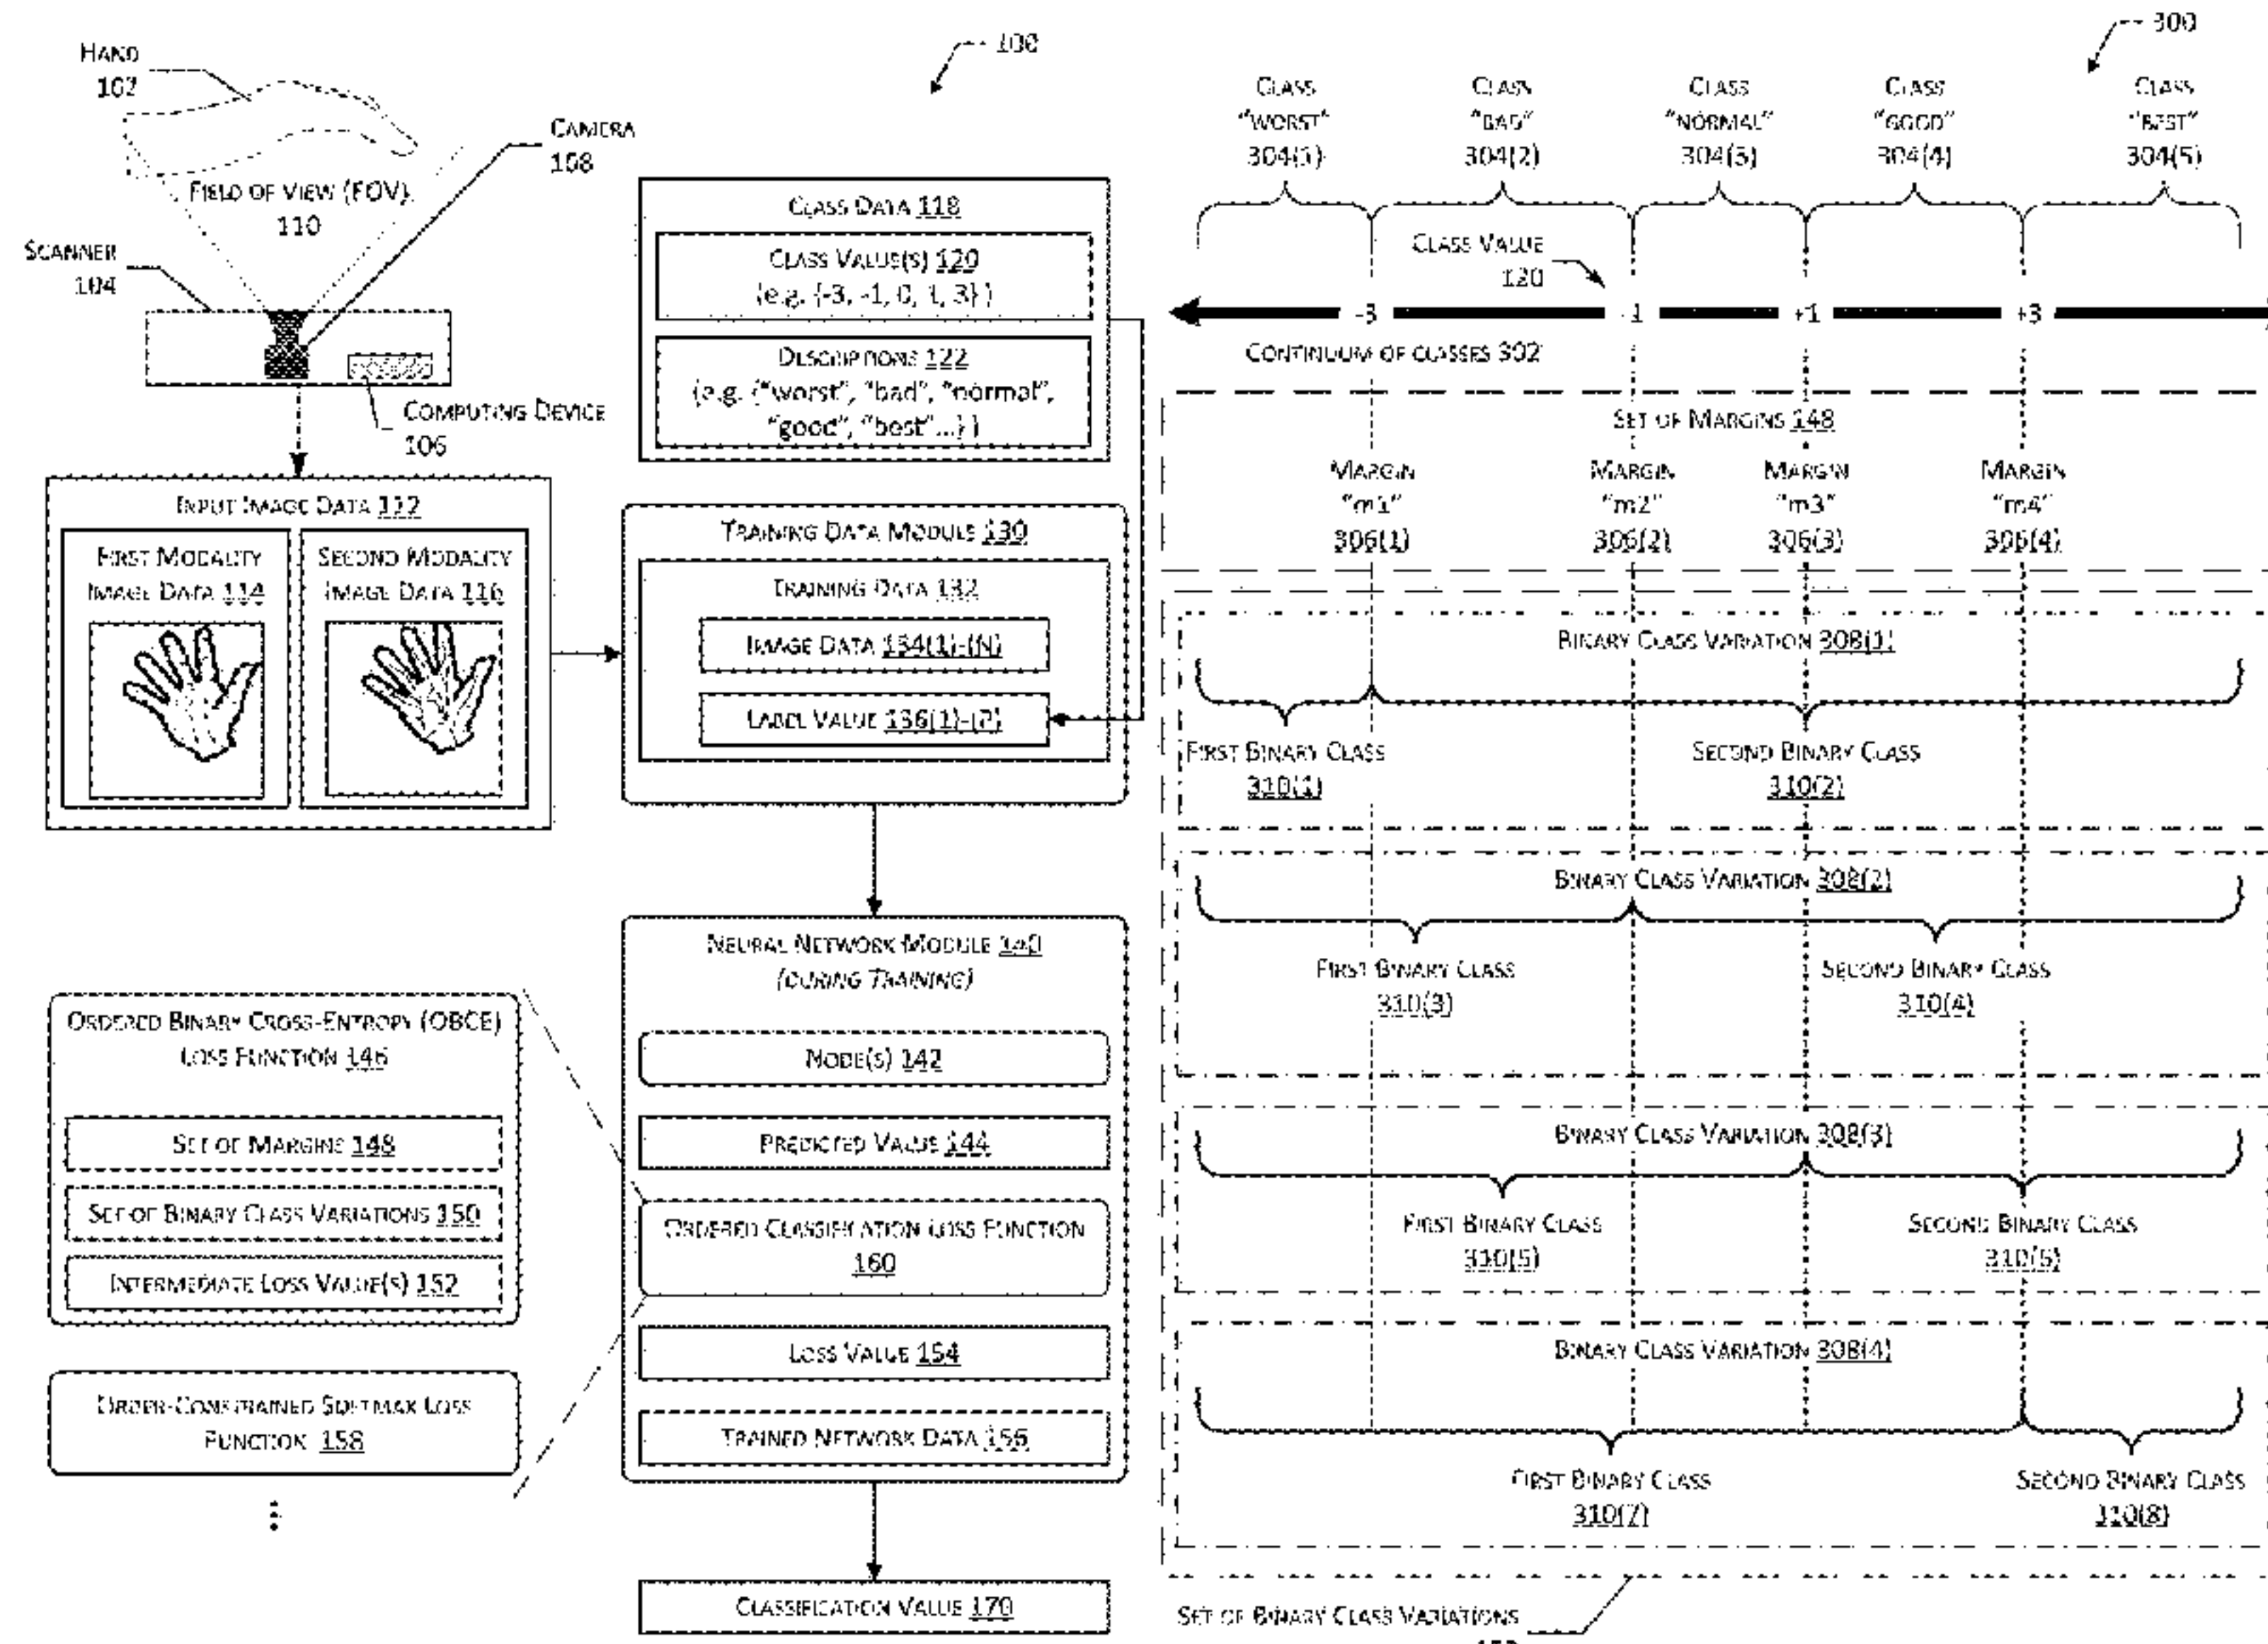 100
HAND
102
CAMERA
108
FIELD OF VIEW (FOV)
110
SCANNER
104
COMPUTING DEVICE
106
INPUT IMAGE DATA 112
FIRST MODALITY
IMAGE DATA 114
SECOND MODALITY
IMAGE DATA 116
CLASS DATA 118
CLASS VALUE(S) 120
(e.g. {-3, -1, 0, 1, 3} )
DESCRIPTIONS 122
(e.g. {"worst", "bad", "normal",
"good", "best"...} )
TRAINING DATA MODULE 130
TRAINING DATA 132
IMAGE DATA 134(1)-(N)
LABEL VALUE 136(1)-(P)
NEURAL NETWORK MODULE 140
(DURING TRAINING)
NODE(S) 142
PREDICTED VALUE 144
ORDERED CLASSIFICATION LOSS FUNCTION
160
LOSS VALUE 154
TRAINED NETWORK DATA 156
CLASSIFICATION VALUE 170
ORDERED BINARY CROSS-ENTROPY (OBCE)
LOSS FUNCTION 146
SET OF MARGINS 148
SET OF BINARY CLASS VARIATIONS 150
INTERMEDIATE LOSS VALUE(S) 152
ORDER-CONSTRAINED SOFTMAX LOSS
FUNCTION 158
300
CLASS
"WORST"
304(1)
CLASS
"BAD"
304(2)
CLASS
"NORMAL"
304(3)
CLASS
"GOOD"
304(4)
CLASS
"BEST"
304(5)
CLASS VALUE
120
-3 -1 +1 +3
CONTINUUM OF CLASSES 302
SET OF MARGINS 148
MARGIN
"m1"
306(1)
MARGIN
"m2"
306(2)
MARGIN
"m3"
306(3)
MARGIN
"m4"
306(4)
BINARY CLASS VARIATION 308(1)
FIRST BINARY CLASS
310(1)
SECOND BINARY CLASS
310(2)
BINARY CLASS VARIATION 308(2)
FIRST BINARY CLASS
310(3)
SECOND BINARY CLASS
310(4)
BINARY CLASS VARIATION 308(3)
FIRST BINARY CLASS
310(5)
SECOND BINARY CLASS
310(6)
BINARY CLASS VARIATION 308(4)
FIRST BINARY CLASS
310(7)
SECOND BINARY CLASS
310(8)
SET OF BINARY CLASS VARIATIONS